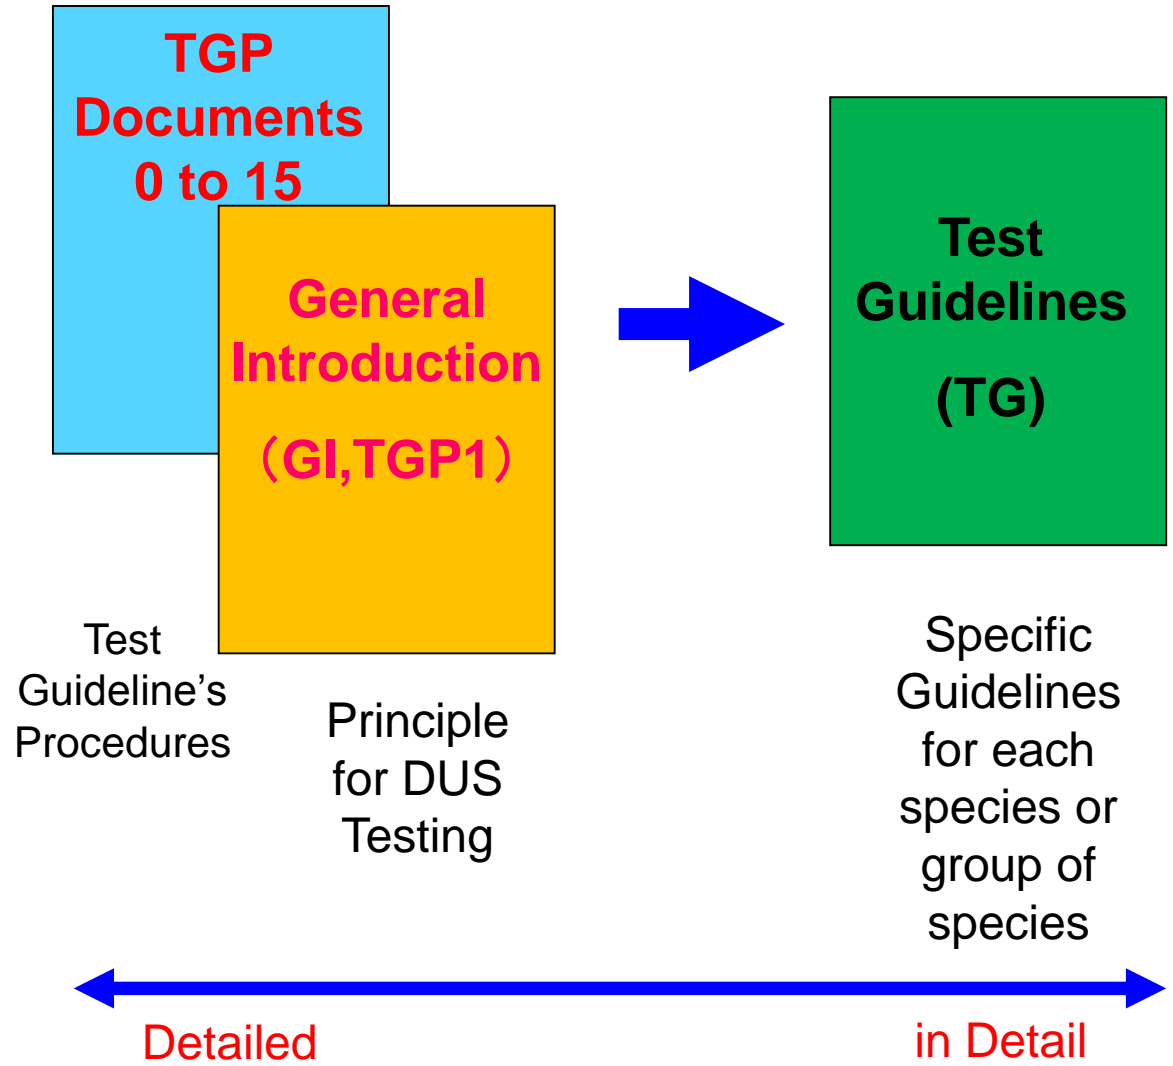 TGP
Documents
0 to 15
General
Introduction
（GI,TGP1）
Test
Guidelines
(TG)
Test
Guideline’s
Procedures
Principle
for DUS
Testing
Specific
Guidelines
for each
species or
group of
species
Detailed
in Detail